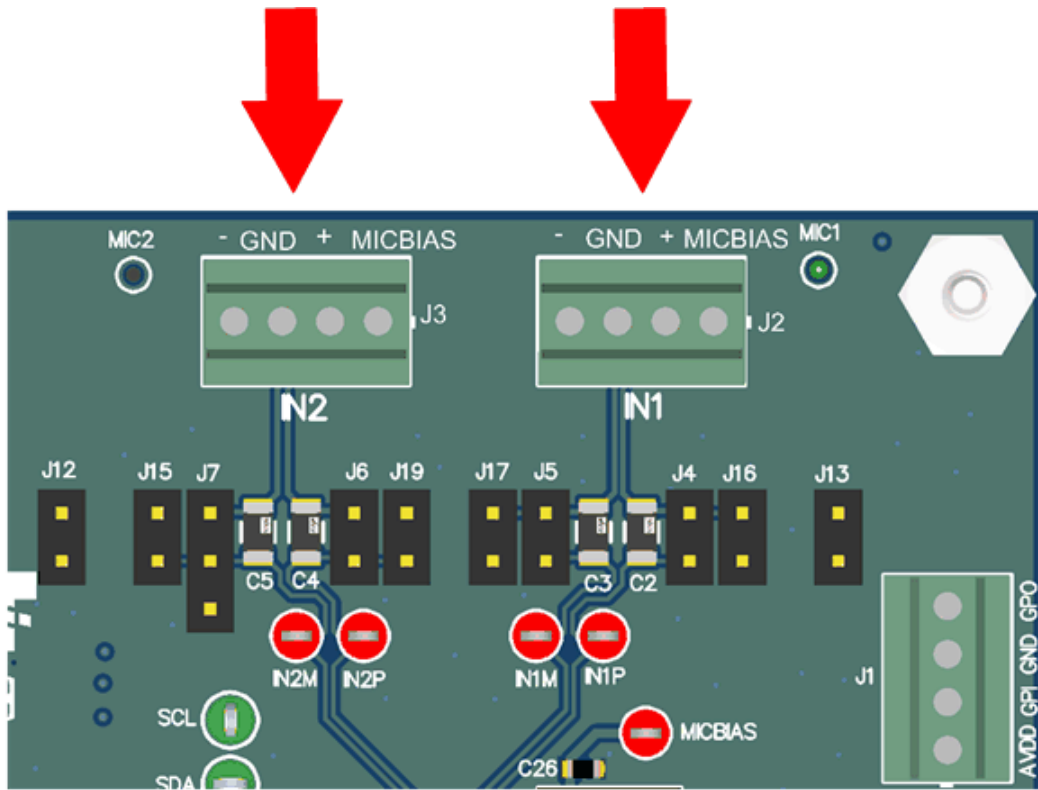 MIC2 - GND + MICBIAS - GND + MICBIAS MIC1
J3 J2
IN2 IN1
J12 J15 J7 J6 J19 J17 J5 J4 J16 J13
C5 C4 C3 C2
IN2M IN2P IN1M IN1P
J1
AVDD GPI GND GPO
SCL MICBIAS
C26
SDA